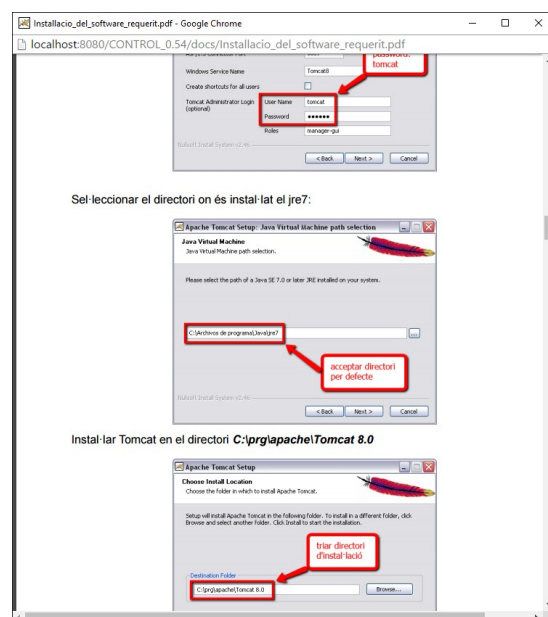 Installacio_del_software_requerit.pdf - Google Chrome
localhost:8080/CONTROL_0.54/docs/Installacio_del_software_requerit.pdf
password:
tomcat
Windows Service Name
Tomcat8
Create shortcuts for all users
Tomcat Administrator Login
(optional)
User Name
tomcat
Password
●●●●●●
Roles
manager-gui
Nullsoft Install System v2.46
< Back
Next >
Cancel
Sel·leccionar el directori on és instal·lat el jre7:
Apache Tomcat Setup: Java Virtual Machine path selection
Java Virtual Machine
Java Virtual Machine path selection.
Please select the path of a Java SE 7.0 or later JRE installed on your system.
C:\Archivos de programa\Java\jre7
...
acceptar directori
per defecte
Nullsoft Install System v2.46
< Back
Next >
Cancel
Instal·lar Tomcat en el directori C:\prg\apache\Tomcat 8.0
Apache Tomcat Setup
Choose Install Location
Choose the folder in which to install Apache Tomcat.
Setup will install Apache Tomcat in the following folder. To install in a different folder, click
Browse and select another folder. Click Install to start the installation.
triar directori
d'instal·lació
Destination Folder
C:\prg\apache\Tomcat 8.0
Browse...